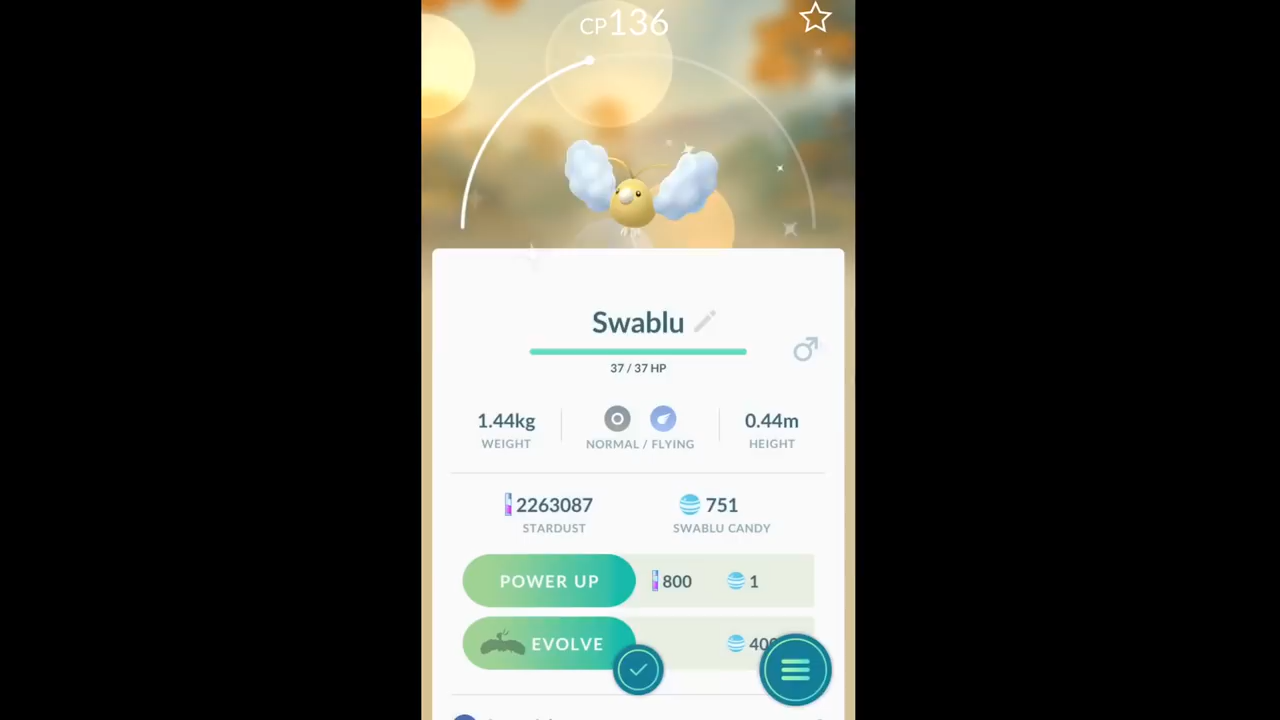 CP136
Swablu
37 / 37 HP
1.44kg
WEIGHT
NORMAL / FLYING
0.44m
HEIGHT
2263087
STARDUST
751
SWABLU CANDY
POWER UP
800
1
EVOLVE